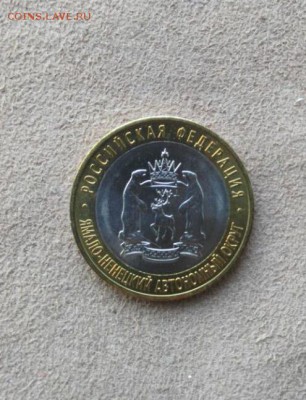 COINS.LAVE.RU
• РОССИЙСКАЯ ФЕДЕРАЦИЯ •
ЯМАЛО-НЕНЕЦКИЙ АВТОНОМНЫЙ ОКРУГ